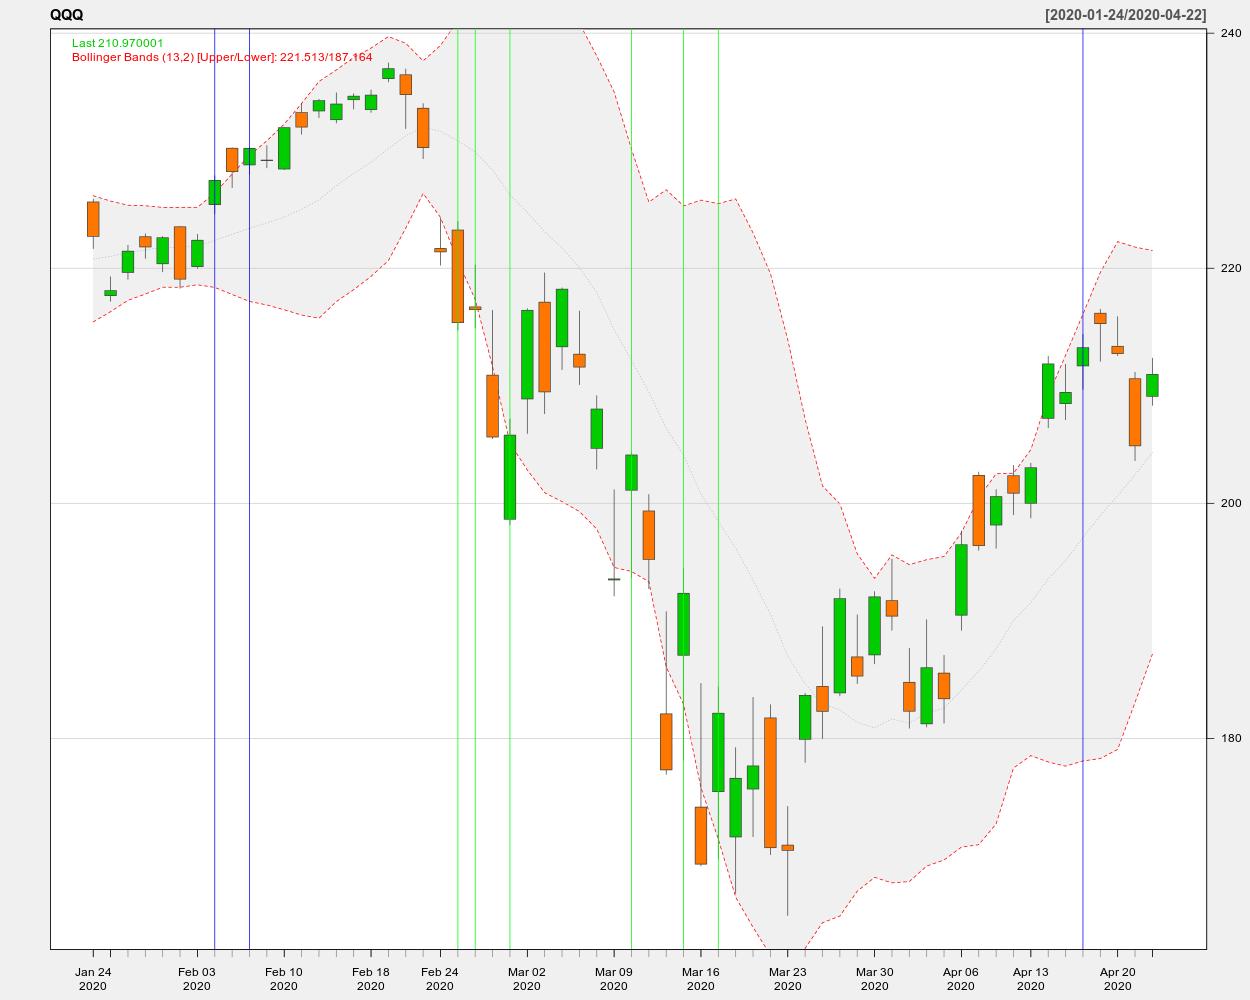 QQQ [2020-01-24/2020-04-22]
Last 210.970001
Bollinger Bands (13,2) [Upper/Lower]: 221.513/187.164
240
220
200
180
Jan 24 Feb 03 Feb 10 Feb 18 Feb 24 Mar 02 Mar 09 Mar 16 Mar 23 Mar 30 Apr 06 Apr 13 Apr 20
2020 2020 2020 2020 2020 2020 2020 2020 2020 2020 2020 2020 2020